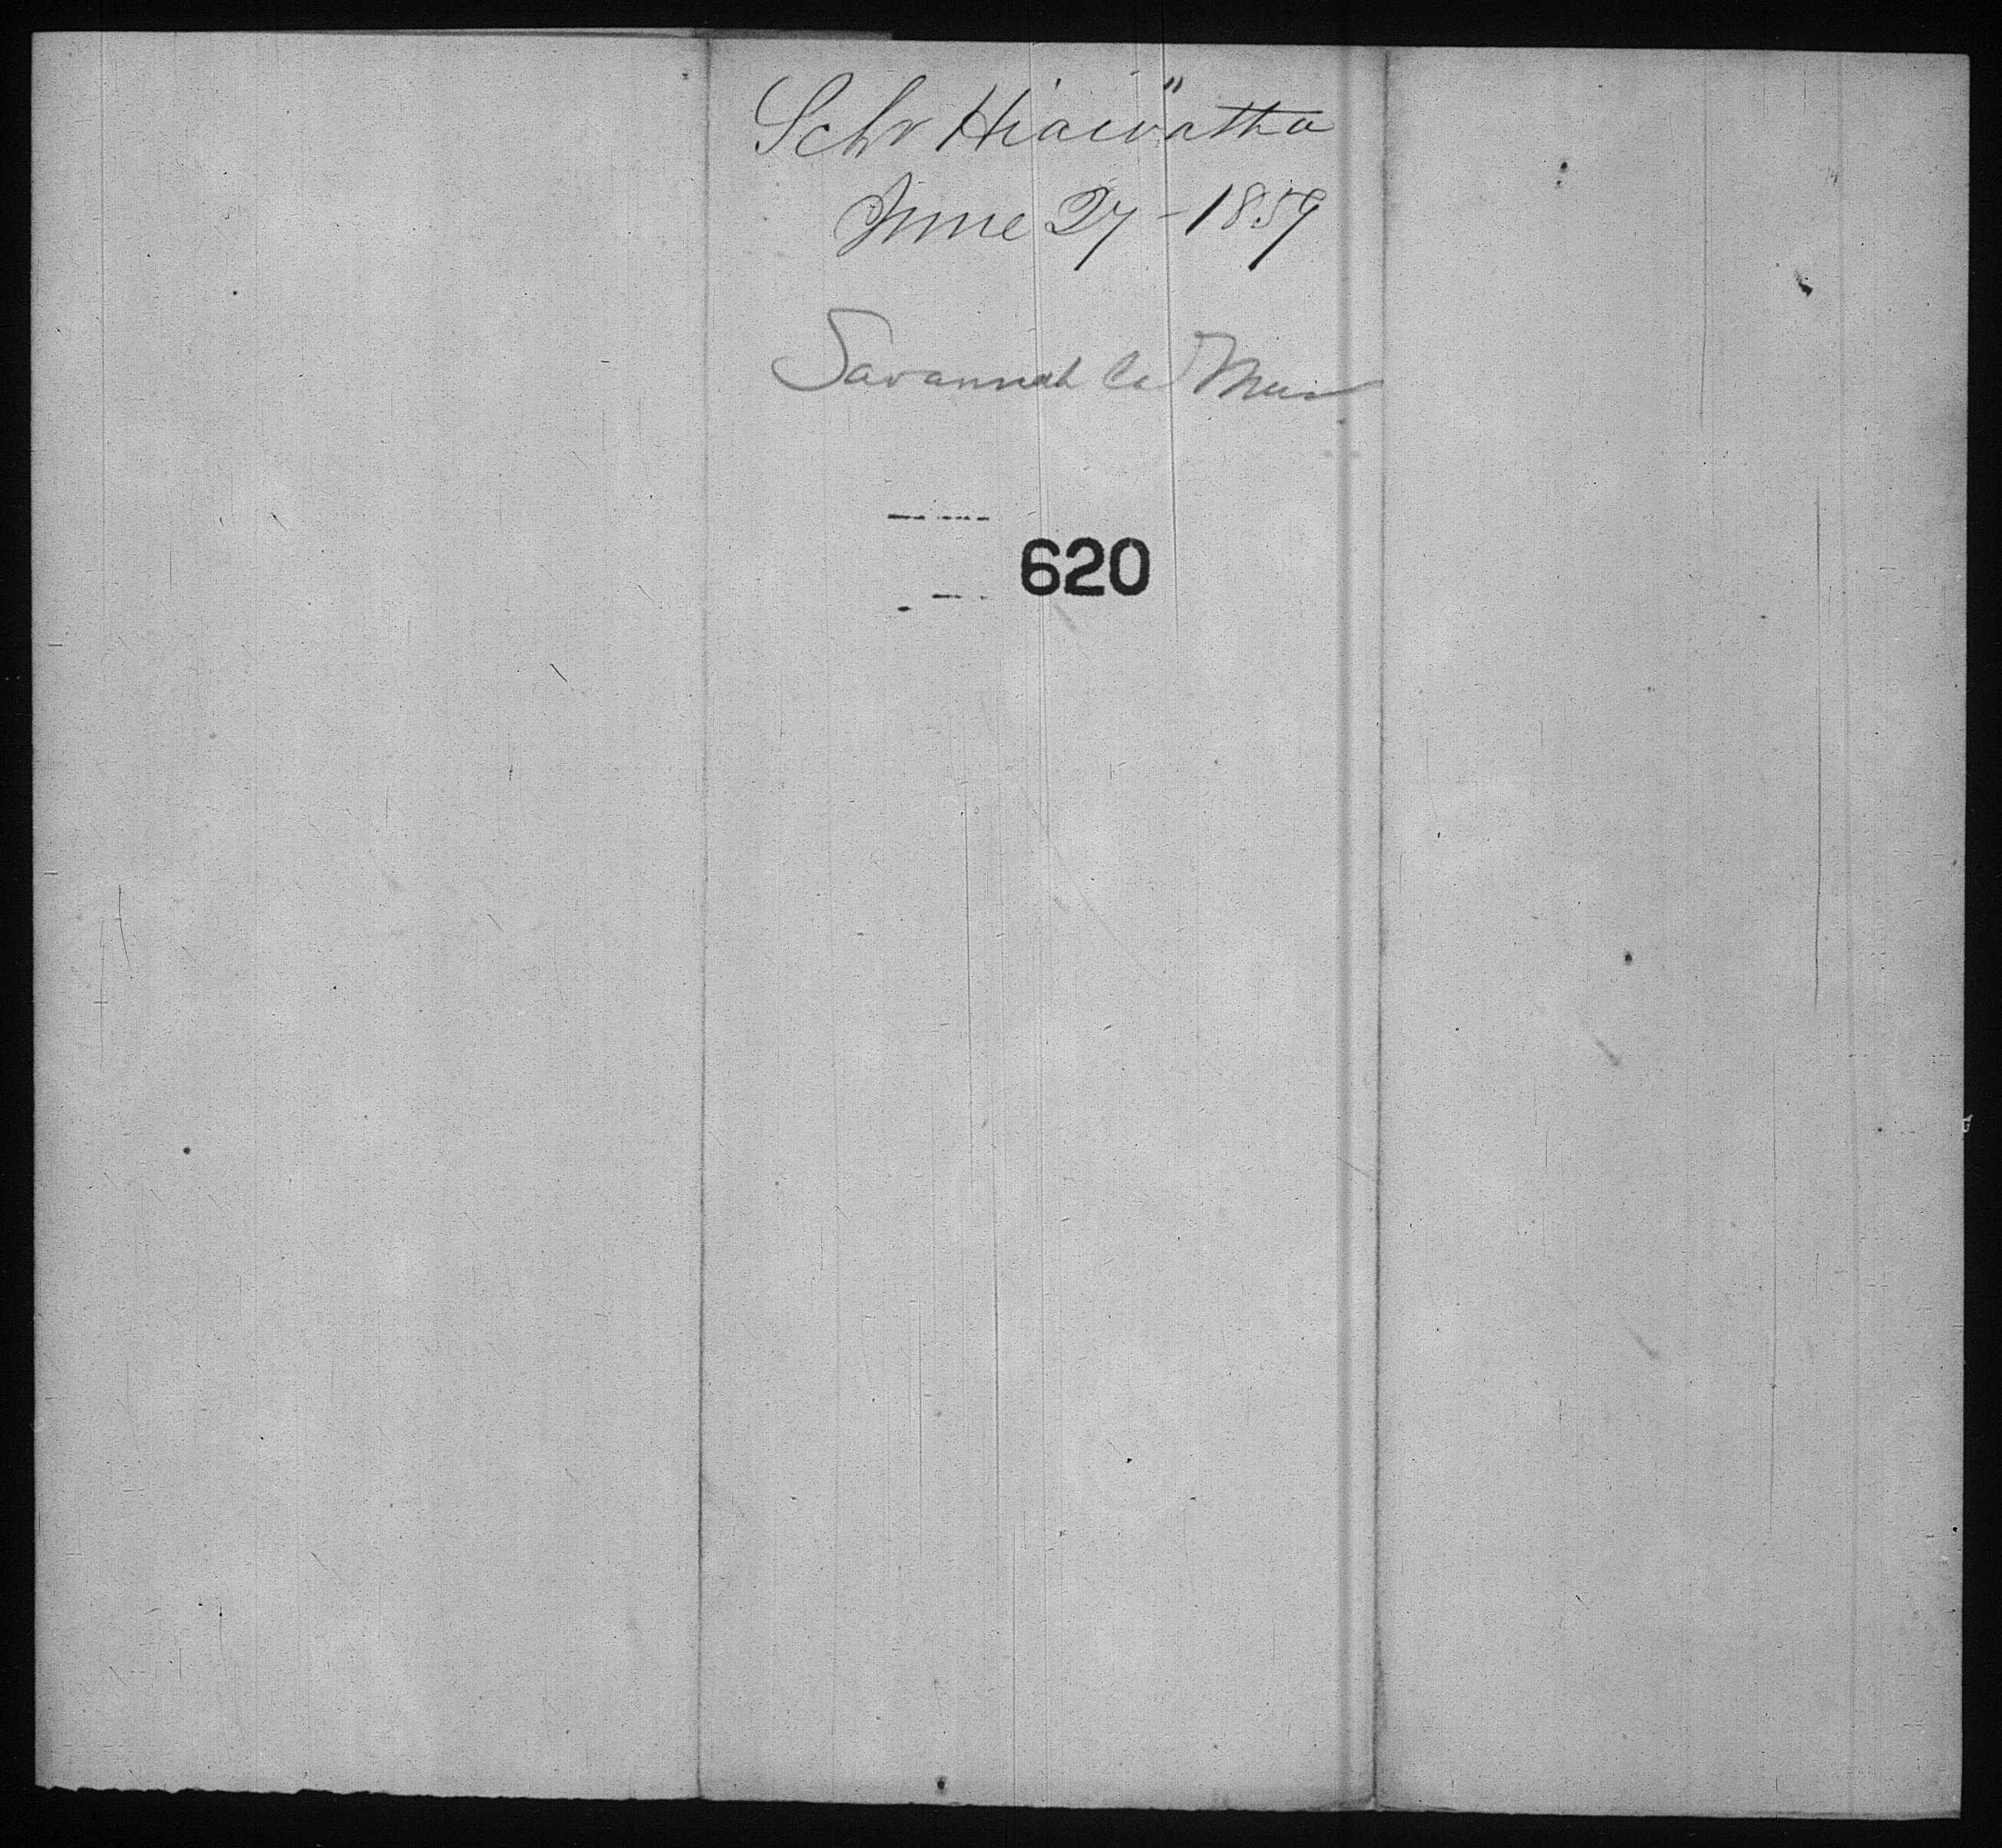 Schr Hiawatha"
June 27 - 1859
Savannah
620